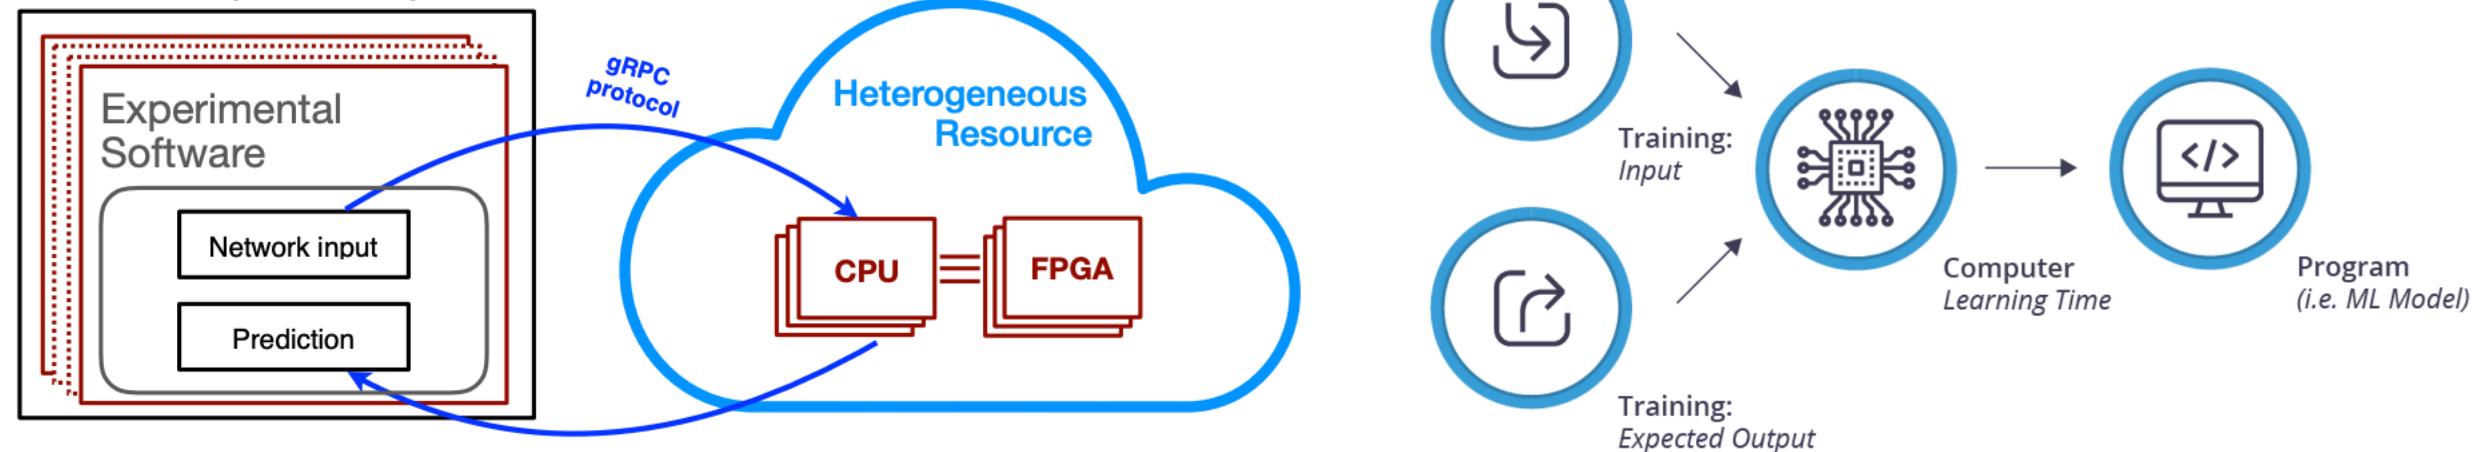 Experimental
Software
Network input
Prediction
gRPC
protocol
Heterogeneous
Resource
CPU
FPGA
Training:
Input
Training:
Expected Output
Computer
Learning Time
</>
Program
(i.e. ML Model)